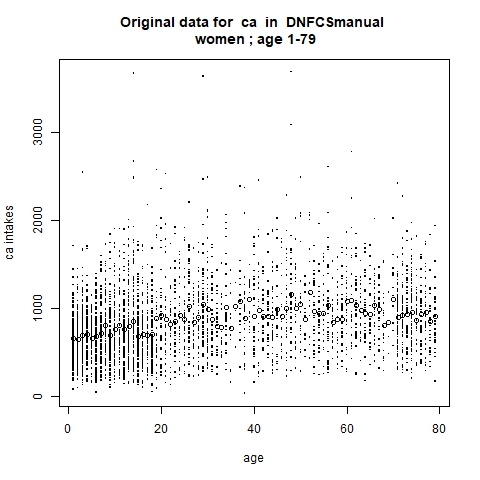 Original data for ca in DNFCSmanual
women ; age 1-79
3000
2000
1000
0
ca intakes
0
20
40
60
80
age